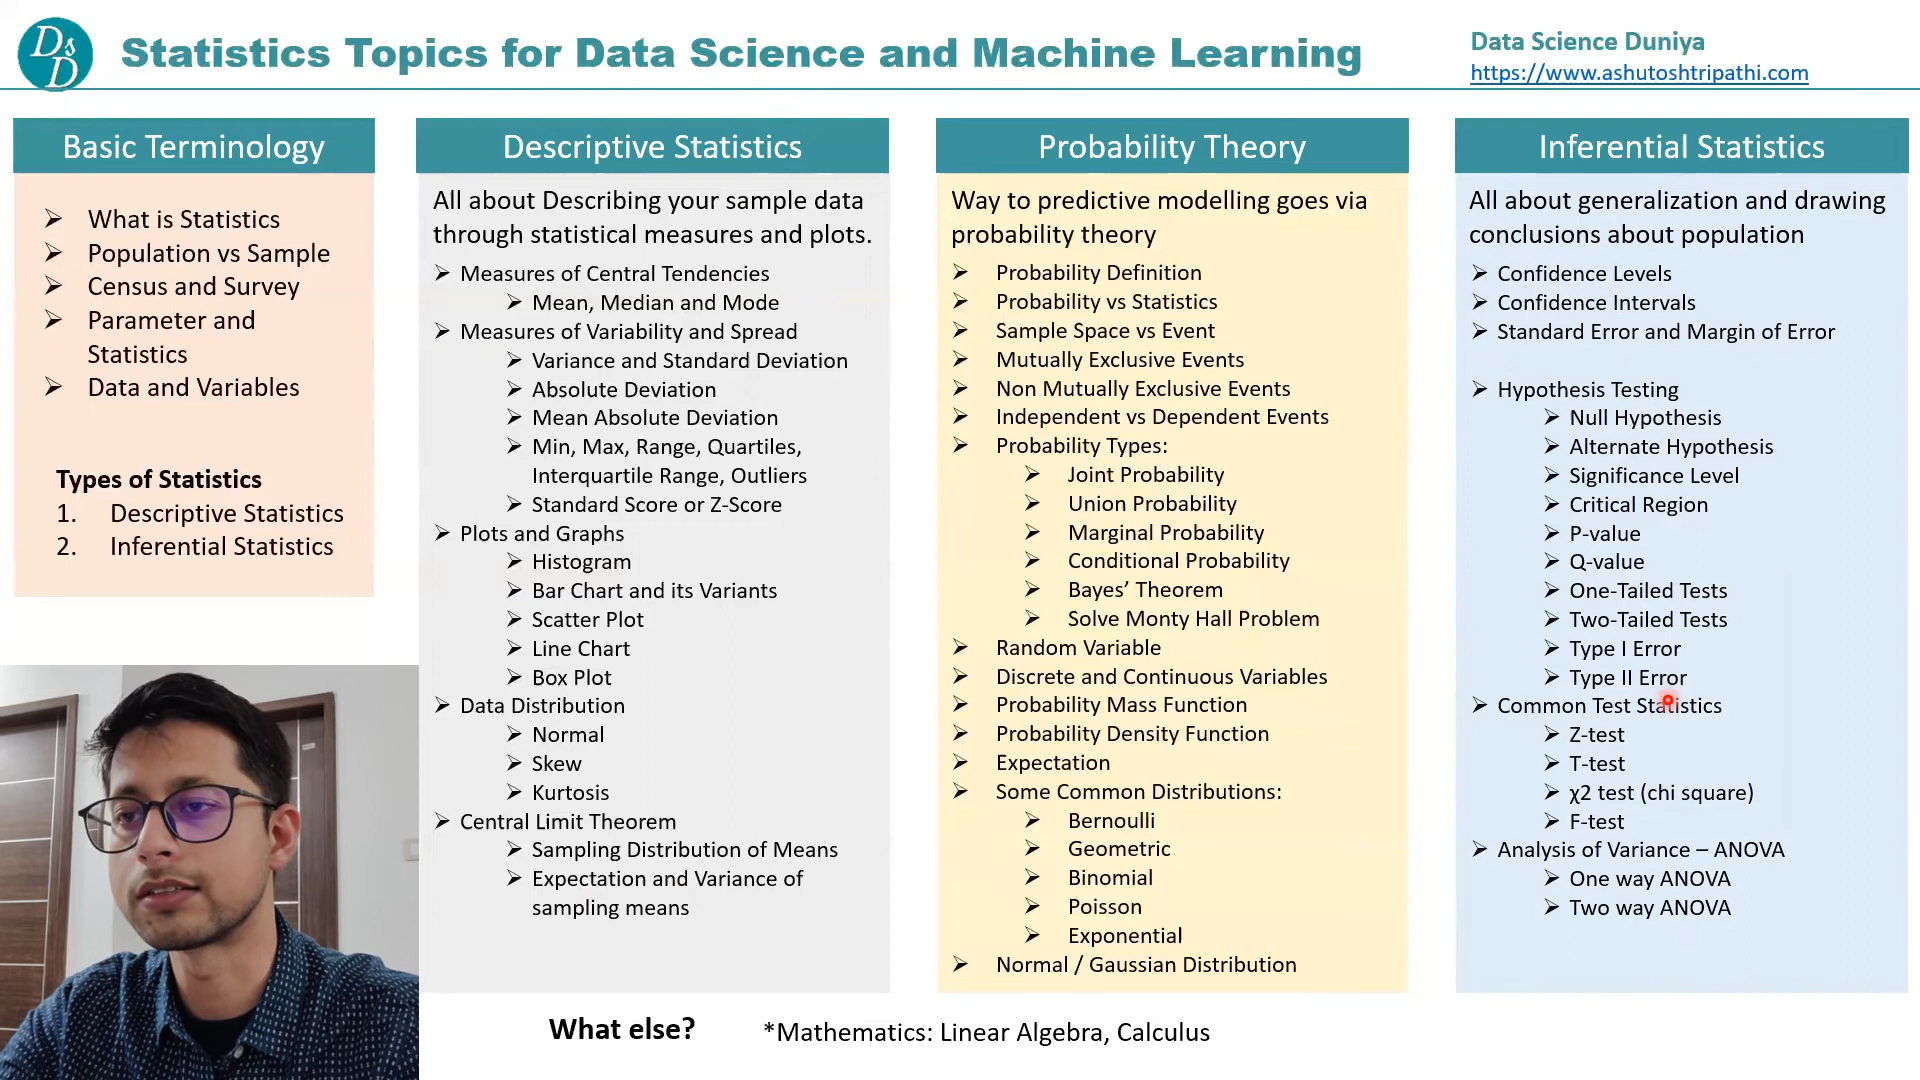 DsD
Statistics Topics for Data Science and Machine Learning
Data Science Duniya
https://www.ashutoshtripathi.com
Basic Terminology
What is Statistics
Population vs Sample
Census and Survey
Parameter and
Statistics
Data and Variables
Types of Statistics
1. Descriptive Statistics
2. Inferential Statistics
Descriptive Statistics
All about Describing your sample data
through statistical measures and plots.
Measures of Central Tendencies
Mean, Median and Mode
Measures of Variability and Spread
Variance and Standard Deviation
Absolute Deviation
Mean Absolute Deviation
Min, Max, Range, Quartiles,
Interquartile Range, Outliers
Standard Score or Z-Score
Plots and Graphs
Histogram
Bar Chart and its Variants
Scatter Plot
Line Chart
Box Plot
Data Distribution
Normal
Skew
Kurtosis
Central Limit Theorem
Sampling Distribution of Means
Expectation and Variance of
sampling means
Probability Theory
Way to predictive modelling goes via
probability theory
Probability Definition
Probability vs Statistics
Sample Space vs Event
Mutually Exclusive Events
Non Mutually Exclusive Events
Independent vs Dependent Events
Probability Types:
Joint Probability
Union Probability
Marginal Probability
Conditional Probability
Bayes’ Theorem
Solve Monty Hall Problem
Random Variable
Discrete and Continuous Variables
Probability Mass Function
Probability Density Function
Expectation
Some Common Distributions:
Bernoulli
Geometric
Binomial
Poisson
Exponential
Normal / Gaussian Distribution
Inferential Statistics
All about generalization and drawing
conclusions about population
Confidence Levels
Confidence Intervals
Standard Error and Margin of Error
Hypothesis Testing
Null Hypothesis
Alternate Hypothesis
Significance Level
Critical Region
P-value
Q-value
One-Tailed Tests
Two-Tailed Tests
Type I Error
Type II Error
Common Test Statistics
Z-test
T-test
χ2 test (chi square)
F-test
Analysis of Variance – ANOVA
One way ANOVA
Two way ANOVA
What else? *Mathematics: Linear Algebra, Calculus